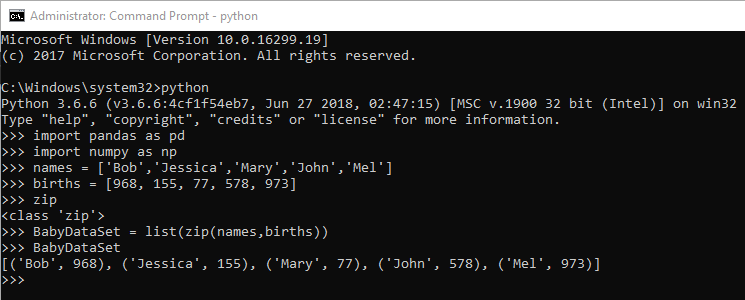 Administrator: Command Prompt - python
Microsoft Windows [Version 10.0.16299.19]
(c) 2017 Microsoft Corporation. All rights reserved.
C:\Windows\system32>python
Python 3.6.6 (v3.6.6:4cf1f54eb7, Jun 27 2018, 02:47:15) [MSC v.1900 32 bit (Intel)] on win32
Type "help", "copyright", "credits" or "license" for more information.
>>> import pandas as pd
>>> import numpy as np
>>> names = ['Bob','Jessica','Mary','John','Mel']
>>> births = [968, 155, 77, 578, 973]
>>> zip
<class 'zip'>
>>> BabyDataSet = list(zip(names,births))
>>> BabyDataSet
[('Bob', 968), ('Jessica', 155), ('Mary', 77), ('John', 578), ('Mel', 973)]
>>>